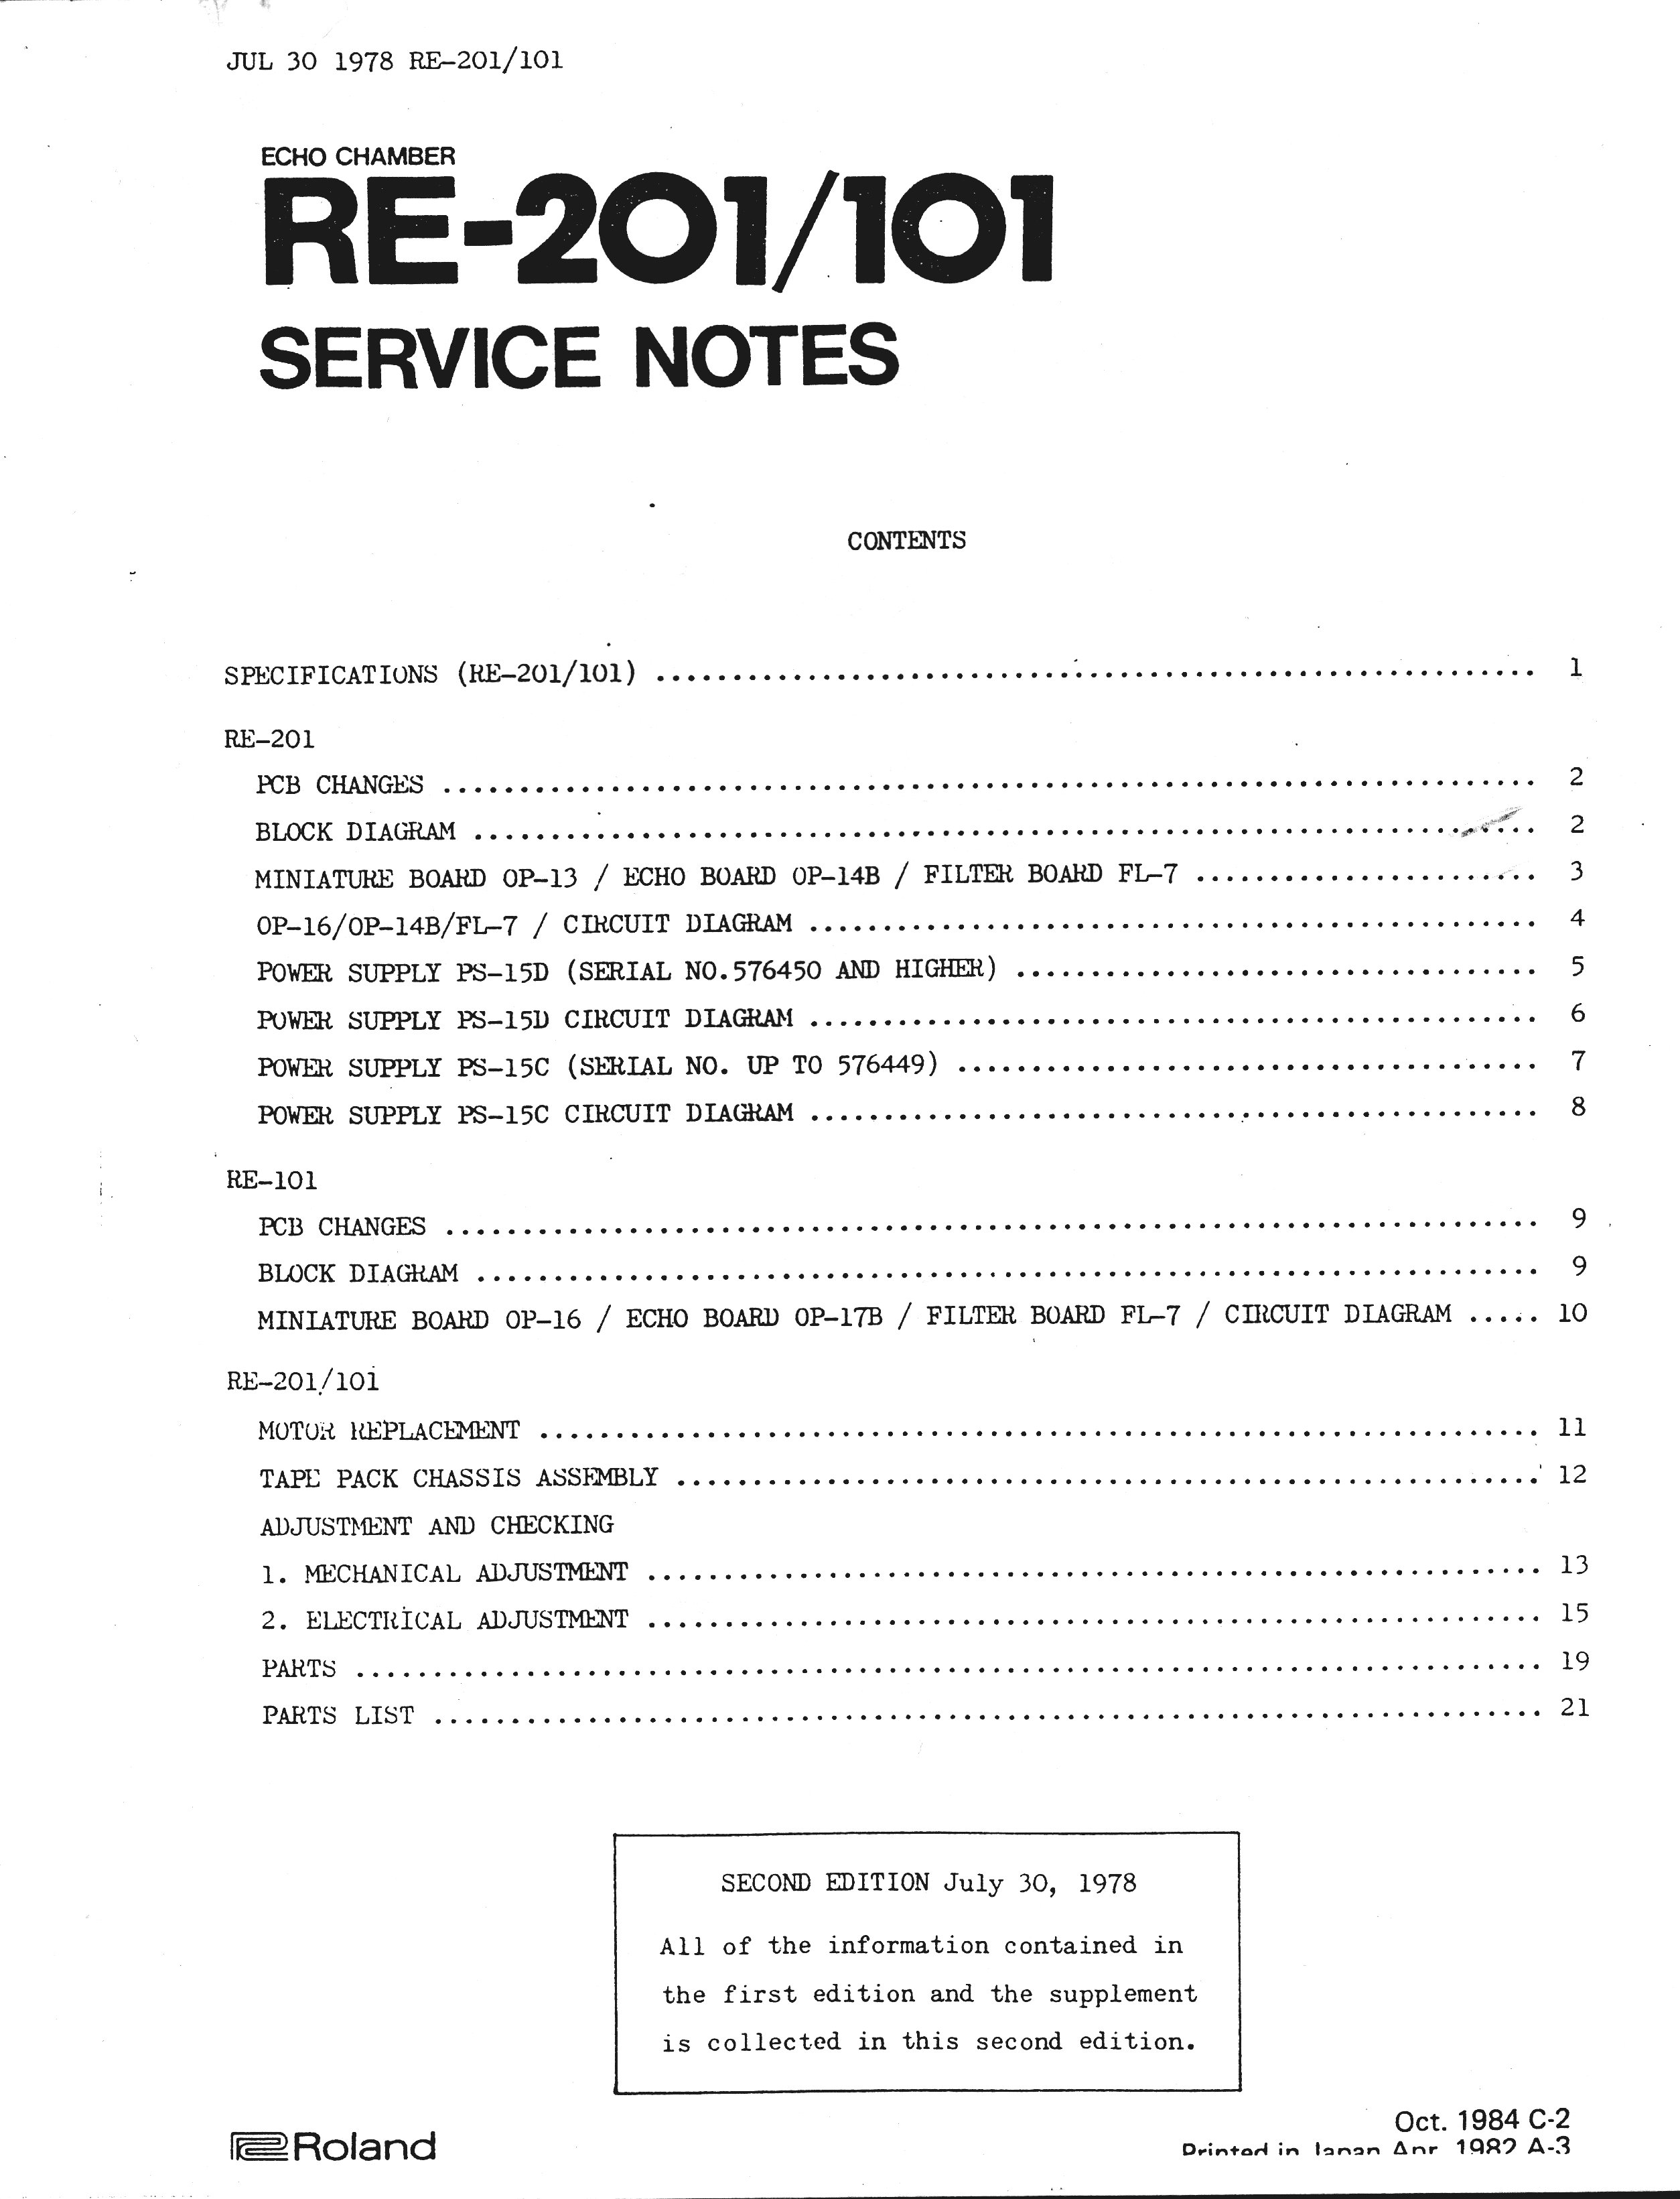 JUL 30 1978 RE-201/101
ECHO CHAMBER
RE-201/101
SERVICE NOTES
CONTENTS
SPECIFICATIONS (RE-201/101) .......................................................... 1
RE-201
PCB CHANGES ........................................................................ 2
BLOCK DIAGRAM ...................................................................... 2
MINIATURE BOARD OP-13 / ECHO BOARD OP-14B / FILTER BOARD FL-7 ...................... 3
OP-16/OP-14B/FL-7 / CIRCUIT DIAGRAM ................................................ 4
POWER SUPPLY PS-15D (SERIAL NO.576450 AND HIGHER) .................................. 5
POWER SUPPLY PS-15D CIRCUIT DIAGRAM ................................................ 6
POWER SUPPLY PS-15C (SERIAL NO. UP TO 576449) ...................................... 7
POWER SUPPLY PS-15C CIRCUIT DIAGRAM ................................................ 8
RE-101
PCB CHANGES ........................................................................ 9
BLOCK DIAGRAM ...................................................................... 9
MINIATURE BOARD OP-16 / ECHO BOARD OP-17B / FILTER BOARD FL-7 / CIRCUIT DIAGRAM ..... 10
RE-201/101
MOTOR REPLACEMENT .................................................................. 11
TAPE PACK CHASSIS ASSEMBLY ......................................................... 12
ADJUSTMENT AND CHECKING
1. MECHANICAL ADJUSTMENT ........................................................... 13
2. ELECTRICAL ADJUSTMENT ........................................................... 15
PARTS .............................................................................. 19
PARTS LIST ......................................................................... 21
SECOND EDITION July 30, 1978
All of the information contained in
the first edition and the supplement
is collected in this second edition.
Roland
Oct. 1984 C-2
Printed in Japan Apr. 1982 A-3